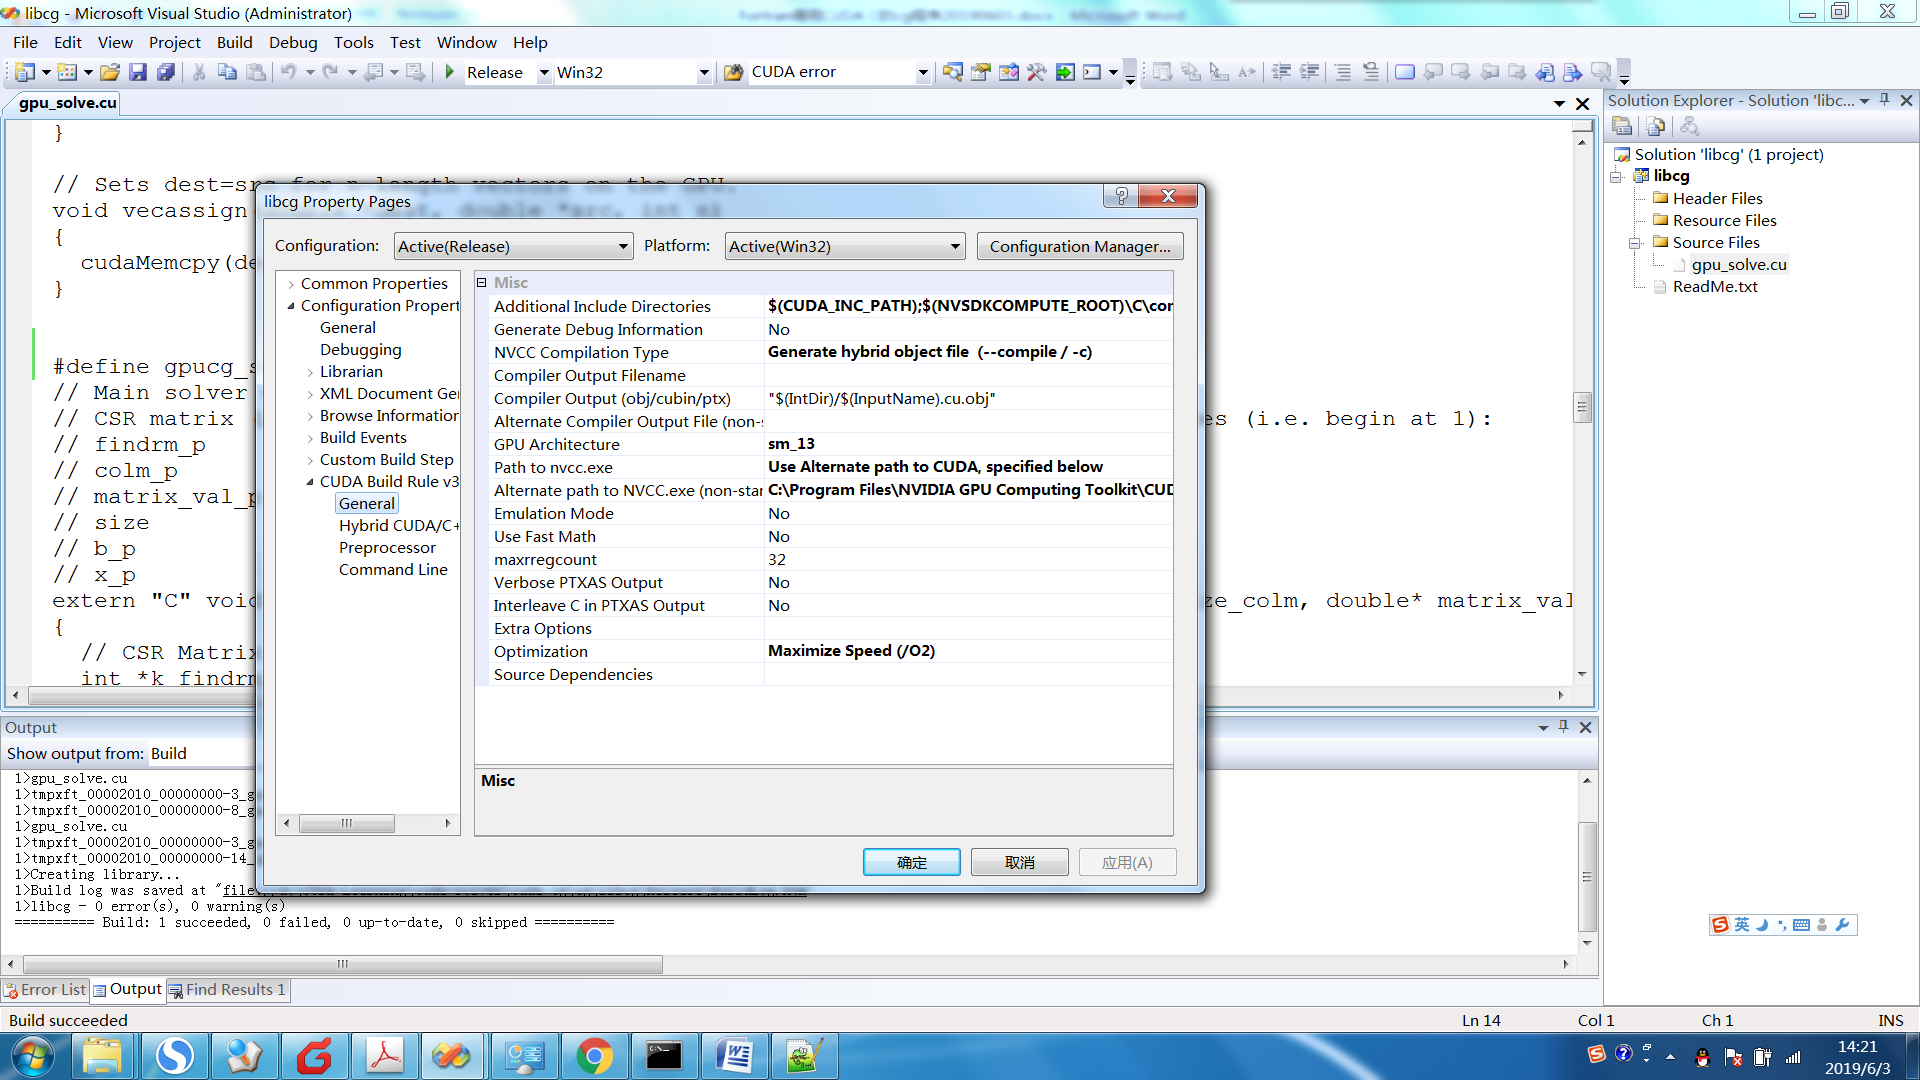 libcg - Microsoft Visual Studio (Administrator)
File Edit View Project Build Debug Tools Test Window Help
Release Win32 CUDA error
gpu_solve.cu
}
// Sets dest=src for n-length vectors on the GPU.
void vecassign
{
cudaMemcpy(de
}
#define gpucg_s
// Main solver
// CSR matrix es (i.e. begin at 1):
// findrm_p
// colm_p
// matrix_val_p
// size
// b_p
// x_p
extern "C" void ze_colm, double* matrix_val
{
// CSR Matrix
int *k_findrm
libcg Property Pages
Configuration: Active(Release) Platform: Active(Win32) Configuration Manager...
Common Properties
Configuration Propert
General
Debugging
Librarian
XML Document Ger
Browse Information
Build Events
Custom Build Step
CUDA Build Rule v3
General
Hybrid CUDA/C+
Preprocessor
Command Line
Misc
Additional Include Directories $(CUDA_INC_PATH);$(NVSDKCOMPUTE_ROOT)\C\con
Generate Debug Information No
NVCC Compilation Type Generate hybrid object file (--compile / -c)
Compiler Output Filename
Compiler Output (obj/cubin/ptx) "$(IntDir)/$(InputName).cu.obj"
Alternate Compiler Output File (non-s
GPU Architecture sm_13
Path to nvcc.exe Use Alternate path to CUDA, specified below
Alternate path to NVCC.exe (non-star C:\Program Files\NVIDIA GPU Computing Toolkit\CUD
Emulation Mode No
Use Fast Math No
maxrregcount 32
Verbose PTXAS Output No
Interleave C in PTXAS Output No
Extra Options
Optimization Maximize Speed (/O2)
Source Dependencies
Misc
确定 取消 应用(A)
Solution Explorer - Solution 'libc...
Solution 'libcg' (1 project)
libcg
Header Files
Resource Files
Source Files
gpu_solve.cu
ReadMe.txt
Output
Show output from: Build
1>gpu_solve.cu
1>tmpxft_00002010_00000000-3_g
1>tmpxft_00002010_00000000-8_g
1>gpu_solve.cu
1>tmpxft_00002010_00000000-3_g
1>tmpxft_00002010_00000000-14_
1>Creating library...
1>Build log was saved at "file
1>libcg - 0 error(s), 0 warning(s)
========== Build: 1 succeeded, 0 failed, 0 up-to-date, 0 skipped ==========
英
Error List Output Find Results 1
Build succeeded Ln 14 Col 1 Ch 1 INS
14:21
2019/6/3